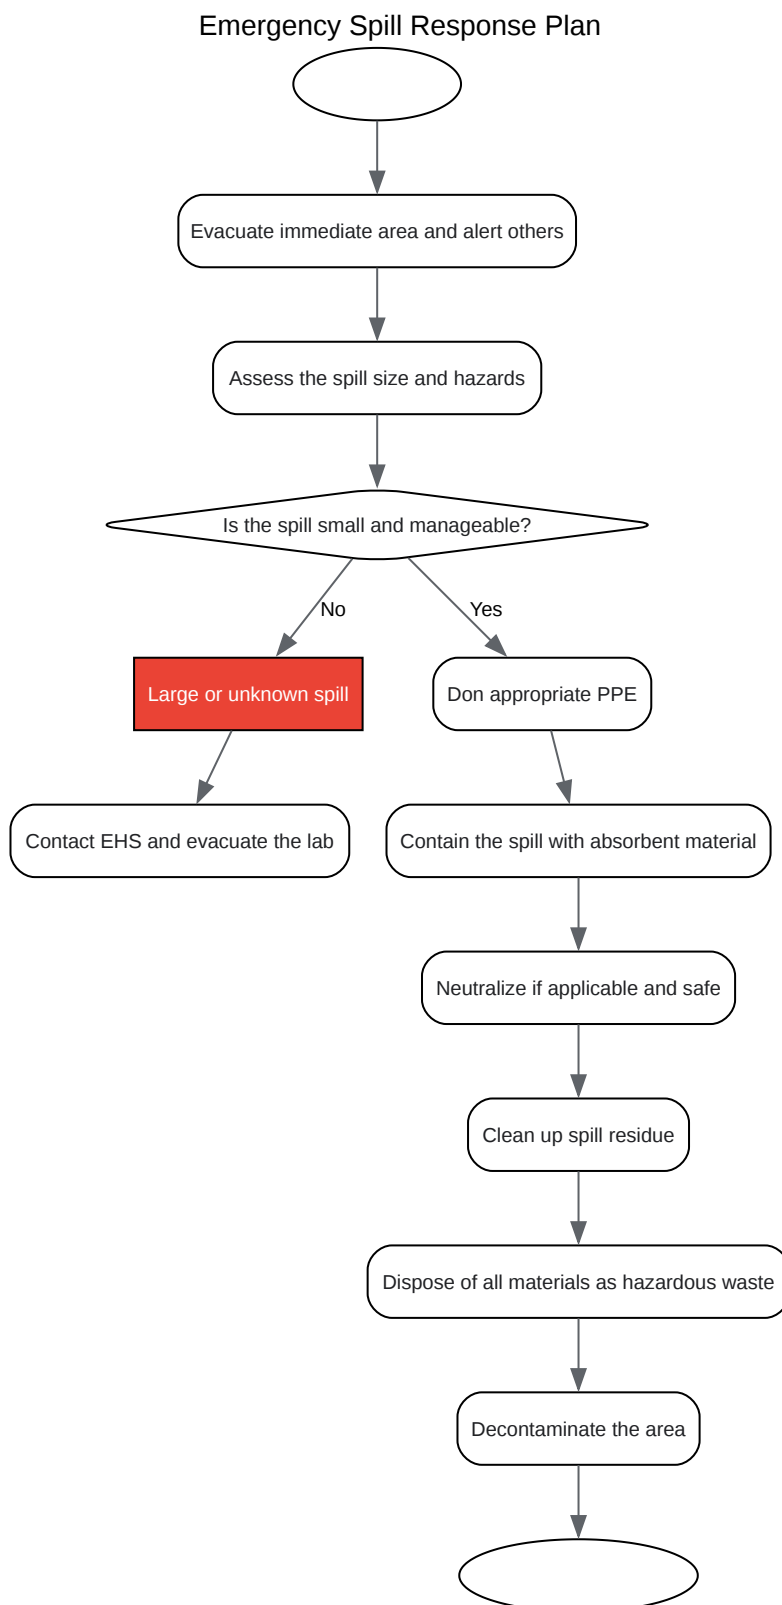 Emergency Spill Response Plan
Evacuate immediate area and alert others
Assess the spill size and hazards
Is the spill small and manageable?
No
Yes
Large or unknown spill
Don appropriate PPE
Contact EHS and evacuate the lab
Contain the spill with absorbent material
Neutralize if applicable and safe
Clean up spill residue
Dispose of all materials as hazardous waste
Decontaminate the area